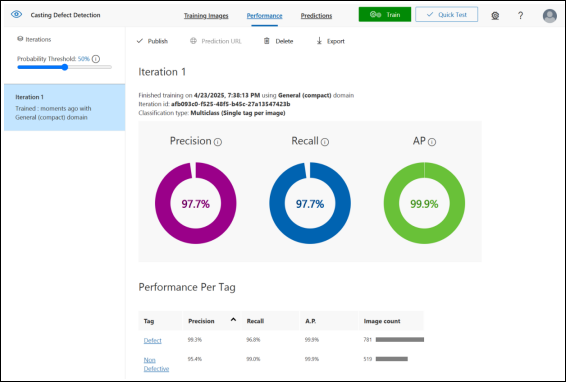 Casting Defect Detection
Training Images
Performance
Predictions
Train
Quick Test
?
Iterations
Probability Threshold: 50%
Iteration 1
Trained : moments ago with
General (compact) domain
Publish
Prediction URL
Delete
Export
Iteration 1
Finished training on 4/23/2025, 7:38:13 PM using General (compact) domain
Iteration id: afb093c0-f525-48f5-b45c-27a13547423b
Classification type: Multiclass (Single tag per image)
Precision
Recall
AP
97.7%
97.7%
99.9%
Performance Per Tag
Tag Precision Recall A.P. Image count
Defect 99.3% 96.8% 99.9% 781
Non 95.4% 99.0% 99.9% 519
Defective